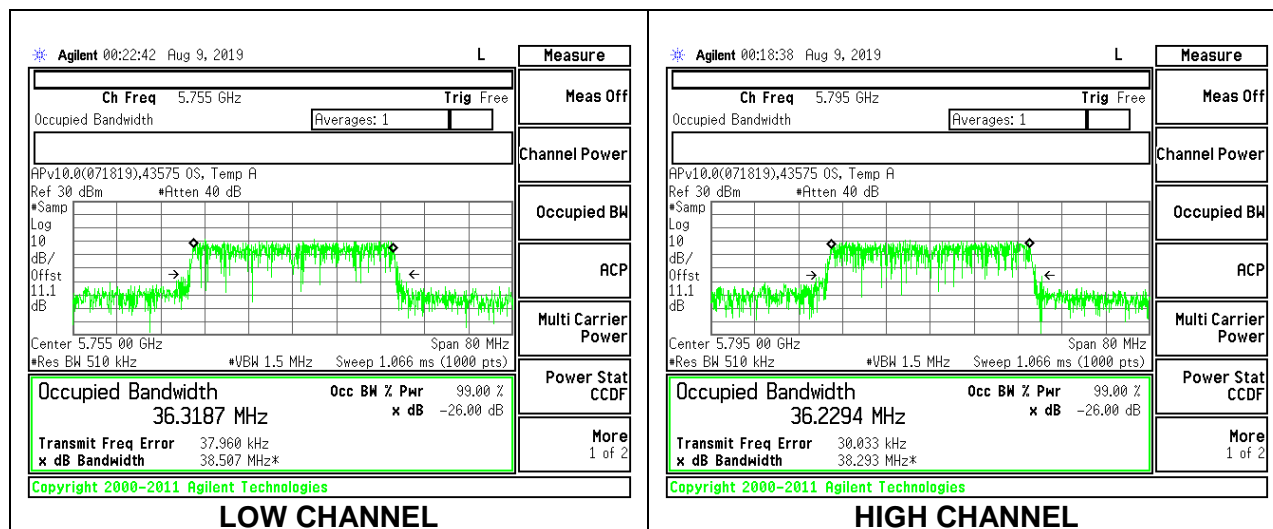 Agilent 00:22:42 Aug 9, 2019 L
Measure
Ch Freq 5.755 GHz Trig Free
Meas Off
Occupied Bandwidth Averages: 1
Channel Power
APv10.0(071819),43575 OS, Temp A
Ref 30 dBm #Atten 40 dB
#Samp
Log
10
dB/
Offst
11.1
dB
Occupied BW
ACP
Multi Carrier
Power
Center 5.755 00 GHz Span 80 MHz
#Res BW 510 kHz #VBW 1.5 MHz Sweep 1.066 ms (1000 pts)
Power Stat
CCDF
Occupied Bandwidth Occ BW % Pwr 99.00 %
36.3187 MHz x dB -26.00 dB
Transmit Freq Error 37.960 kHz
x dB Bandwidth 38.507 MHz*
More
1 of 2
Copyright 2000-2011 Agilent Technologies
LOW CHANNEL
Agilent 00:18:38 Aug 9, 2019 L
Measure
Ch Freq 5.795 GHz Trig Free
Meas Off
Occupied Bandwidth Averages: 1
Channel Power
APv10.0(071819),43575 OS, Temp A
Ref 30 dBm #Atten 40 dB
#Samp
Log
10
dB/
Offst
11.1
dB
Occupied BW
ACP
Multi Carrier
Power
Center 5.795 00 GHz Span 80 MHz
#Res BW 510 kHz #VBW 1.5 MHz Sweep 1.066 ms (1000 pts)
Power Stat
CCDF
Occupied Bandwidth Occ BW % Pwr 99.00 %
36.2294 MHz x dB -26.00 dB
Transmit Freq Error 30.033 kHz
x dB Bandwidth 38.293 MHz*
More
1 of 2
Copyright 2000-2011 Agilent Technologies
HIGH CHANNEL